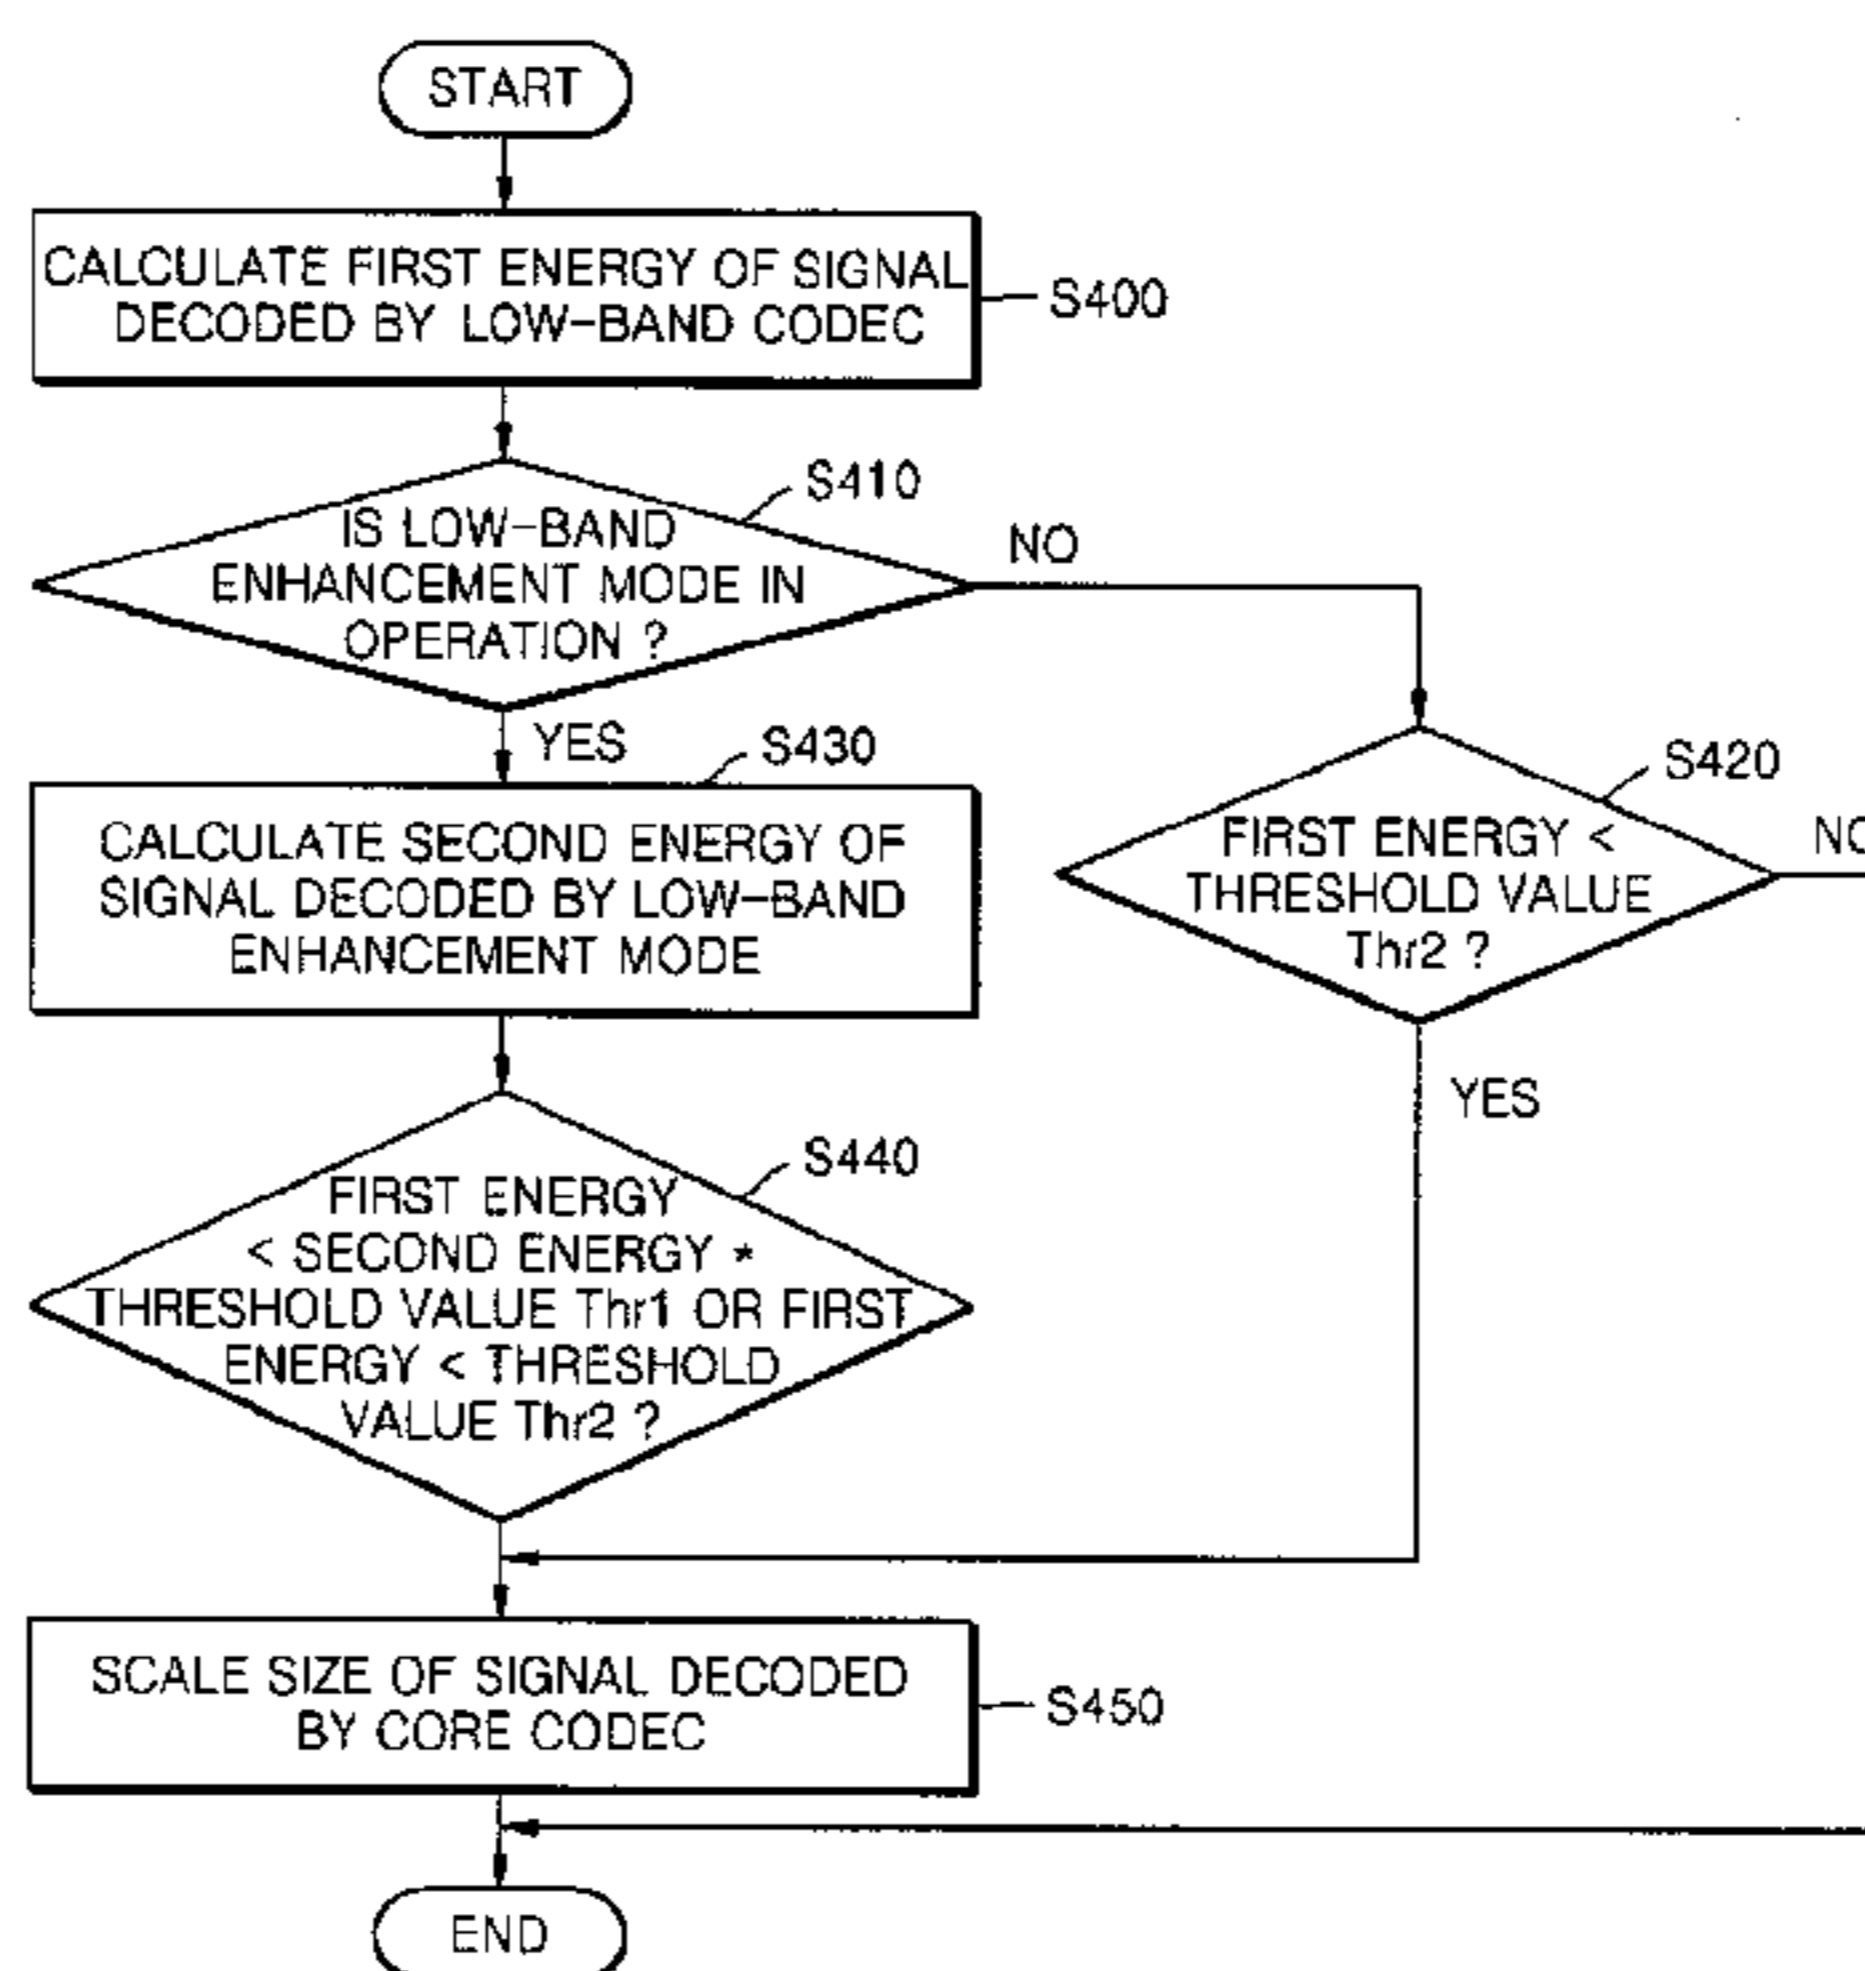 START
CALCULATE FIRST ENERGY OF SIGNAL
DECODED BY LOW-BAND CODEC
S400
S410
IS LOW-BAND
ENHANCEMENT MODE IN
OPERATION ?
NO
YES
S430
CALCULATE SECOND ENERGY OF
SIGNAL DECODED BY LOW-BAND
ENHANCEMENT MODE
S420
FIRST ENERGY <
THRESHOLD VALUE
Thr2 ?
NO
YES
S440
FIRST ENERGY
< SECOND ENERGY *
THRESHOLD VALUE Thr1 OR FIRST
ENERGY < THRESHOLD
VALUE Thr2 ?
SCALE SIZE OF SIGNAL DECODED
BY CORE CODEC
S450
END